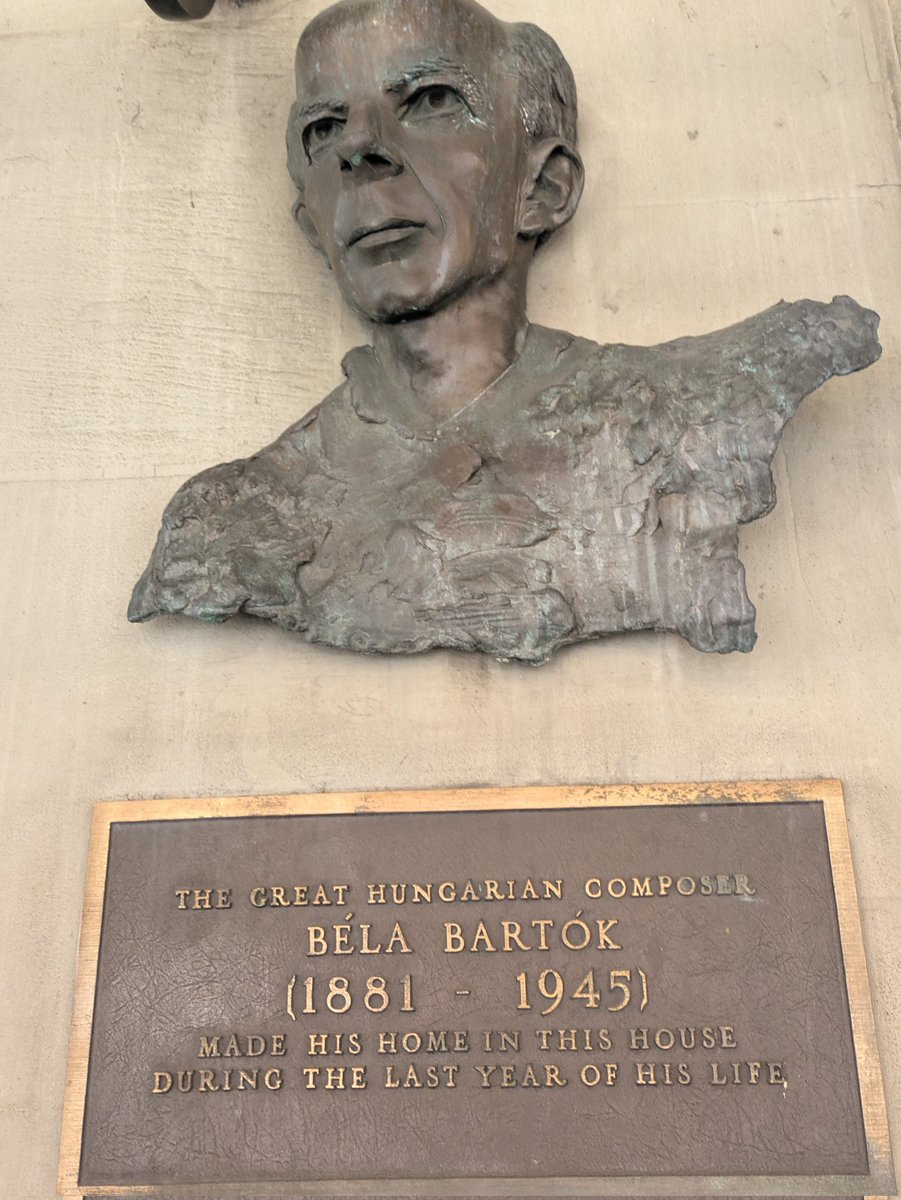 THE GREAT HUNGARIAN COMPOSER
BÉLA BARTÓK
(1881 - 1945)
MADE HIS HOME IN THIS HOUSE
DURING THE LAST YEAR OF HIS LIFE